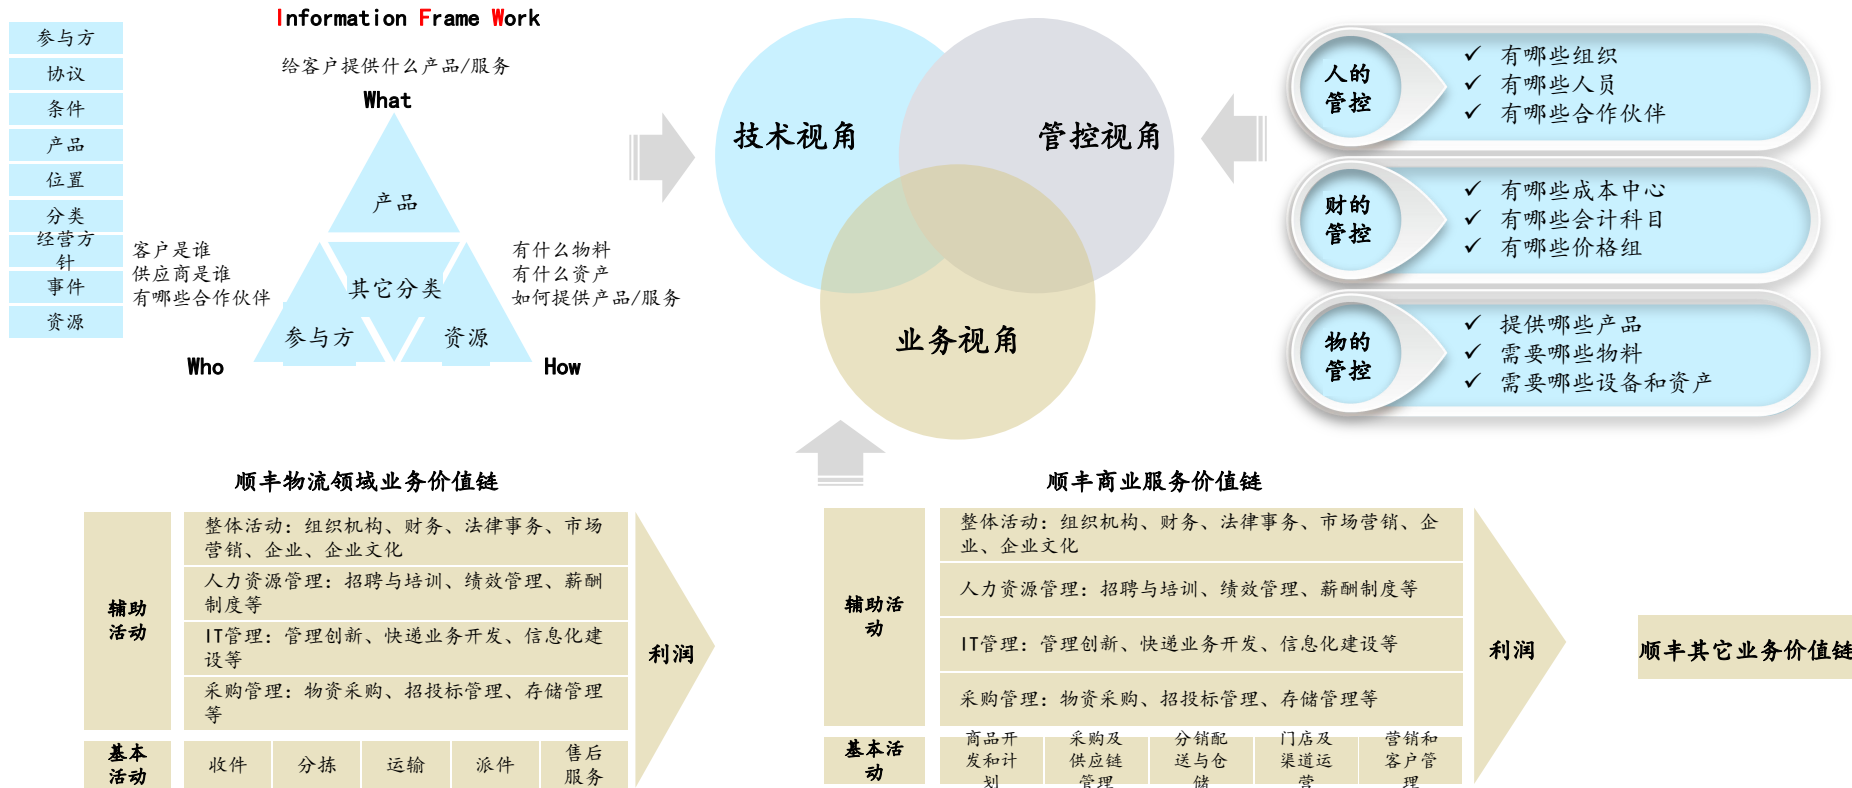 Information Frame Work
参与方
协议
条件
产品
位置
分类
经营方
针
事件
资源
给客户提供什么产品/服务
What
产品
客户是谁
供应商是谁
有哪些合作伙伴
其它分类
有什么物料
有什么资产
如何提供产品/服务
参与方
资源
Who
How
技术视角
管控视角
业务视角
人的
管控
✓ 有哪些组织
✓ 有哪些人员
✓ 有哪些合作伙伴
财的
管控
✓ 有哪些成本中心
✓ 有哪些会计科目
✓ 有哪些价格组
物的
管控
✓ 提供哪些产品
✓ 需要哪些物料
✓ 需要哪些设备和资产
顺丰物流领域业务价值链
辅助
活动
整体活动：组织机构、财务、法律事务、市场
营销、企业、企业文化
人力资源管理：招聘与培训、绩效管理、薪酬
制度等
IT管理：管理创新、快递业务开发、信息化建
设等
采购管理：物资采购、招投标管理、存储管理
等
利润
基本
活动
收件
分拣
运输
派件
售后
服务
顺丰商业服务价值链
辅助活
动
整体活动：组织机构、财务、法律事务、市场营销、企
业、企业文化
人力资源管理：招聘与培训、绩效管理、薪酬制度等
IT管理：管理创新、快递业务开发、信息化建设等
采购管理：物资采购、招投标管理、存储管理等
利润
基本活
动
商品开
发和计
划
采购及
供应链
管理
分销配
送与仓
储
门店及
渠道运
营
营销和
客户管
理
顺丰其它业务价值链